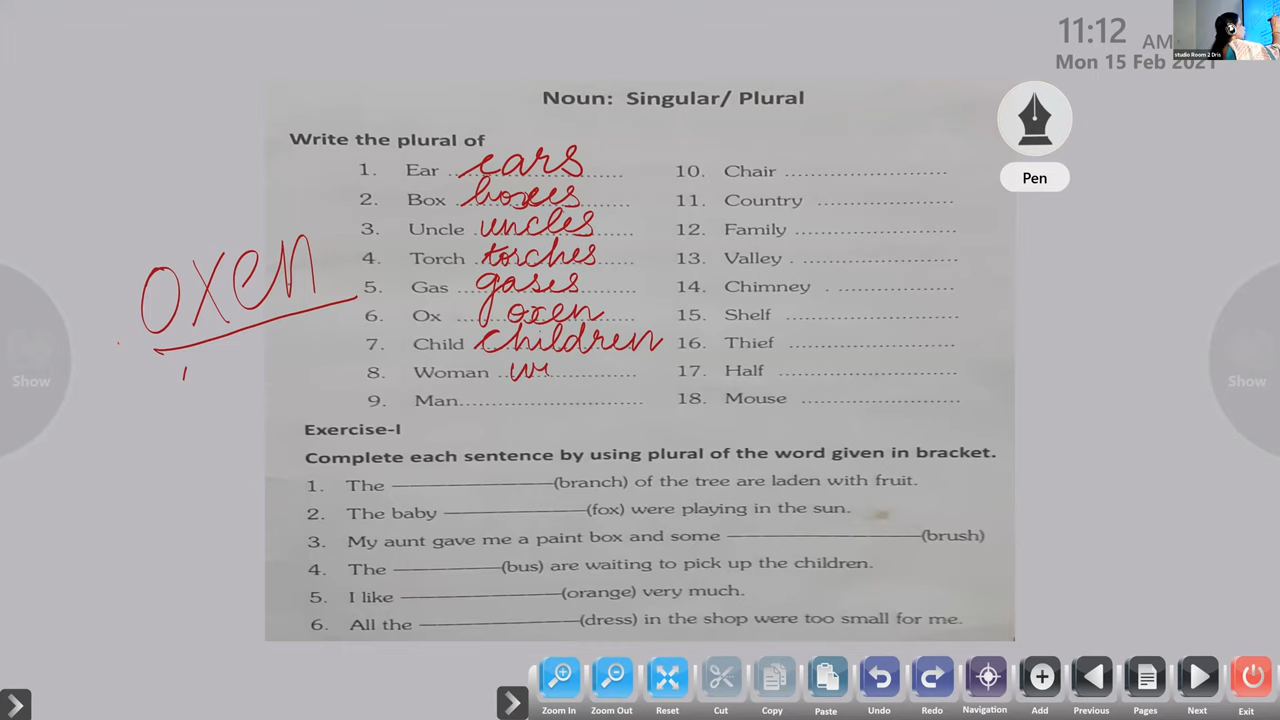 11:12 AM
Mon 15 Feb 2021
studio Room 2 Dris
Noun: Singular/ Plural
Write the plural of
1. Ear ears
2. Box boxes
3. Uncle uncles
4. Torch torches
5. Gas gases
6. Ox oxen
7. Child children
8. Woman w
9. Man
10. Chair
11. Country
12. Family
13. Valley
14. Chimney
15. Shelf
16. Thief
17. Half
18. Mouse
oxen
Exercise-I
Complete each sentence by using plural of the word given in bracket.
1. The (branch) of the tree are laden with fruit.
2. The baby (fox) were playing in the sun.
3. My aunt gave me a paint box and some (brush)
4. The (bus) are waiting to pick up the children.
5. I like (orange) very much.
6. All the (dress) in the shop were too small for me.
Pen
Show
Show
Zoom In Zoom Out Reset Cut Copy Paste Undo Redo Navigation Add Previous Pages Next Exit